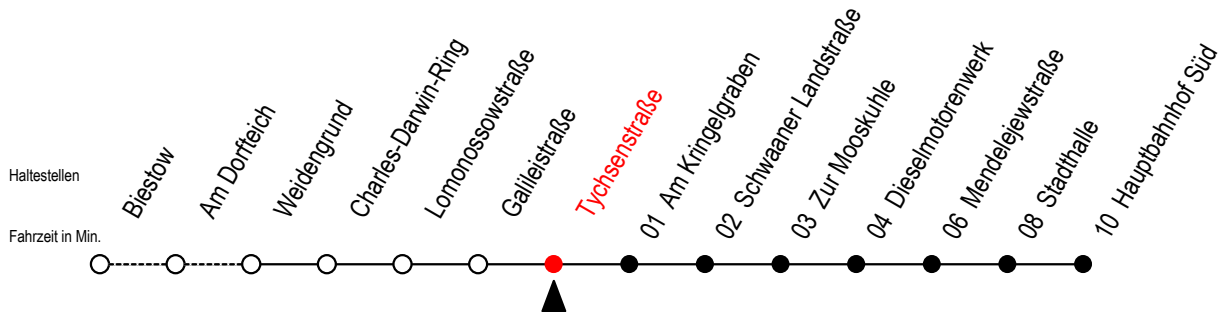 Haltestellen
Fahrzeit in Min.
Biestow
Am Dorfteich
Weidengrund
Charles-Darwin-Ring
Lomonossowstraße
Galileistraße
Tychsenstraße
01 Am Kringelgraben
02 Schwaaner Landstraße
03 Zur Mooskuhle
04 Dieselmotorenwerk
06 Mendelejewstraße
08 Stadthalle
10 Hauptbahnhof Süd